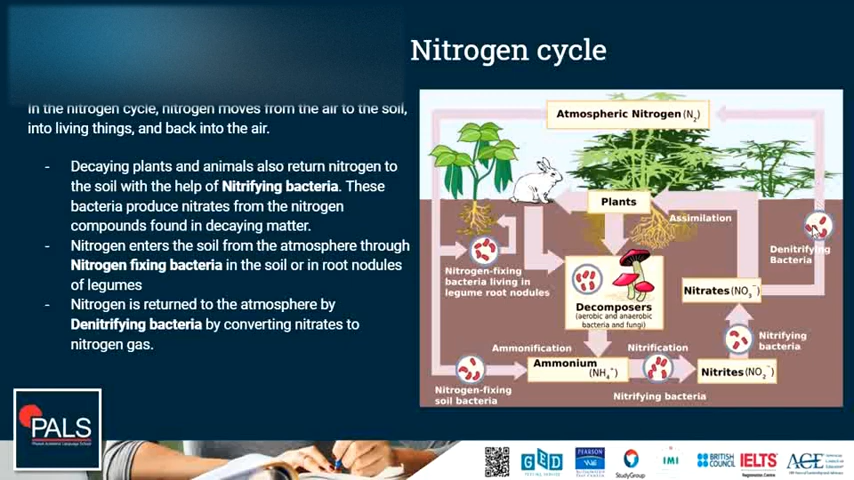 Nitrogen cycle
In the nitrogen cycle, nitrogen moves from the air to the soil,
into living things, and back into the air.
- Decaying plants and animals also return nitrogen to
the soil with the help of Nitrifying bacteria. These
bacteria produce nitrates from the nitrogen
compounds found in decaying matter.
- Nitrogen enters the soil from the atmosphere through
Nitrogen fixing bacteria in the soil or in root nodules
of legumes
- Nitrogen is returned to the atmosphere by
Denitrifying bacteria by converting nitrates to
nitrogen gas.
Atmospheric Nitrogen (N₂)
Plants
Assimilation
Denitrifying
Bacteria
Nitrogen-fixing
bacteria living in
legume root nodules
Decomposers
(aerobic and anaerobic
bacteria and fungi)
Nitrates (NO₃⁻)
Nitrifying
bacteria
Ammonification
Nitrification
Ammonium
(NH₄⁺)
Nitrites (NO₂⁻)
Nitrogen-fixing
soil bacteria
Nitrifying bacteria
PALS
GED
PEARSON
StudyGroup
IMI
BRITISH
COUNCIL
IELTS
ACE